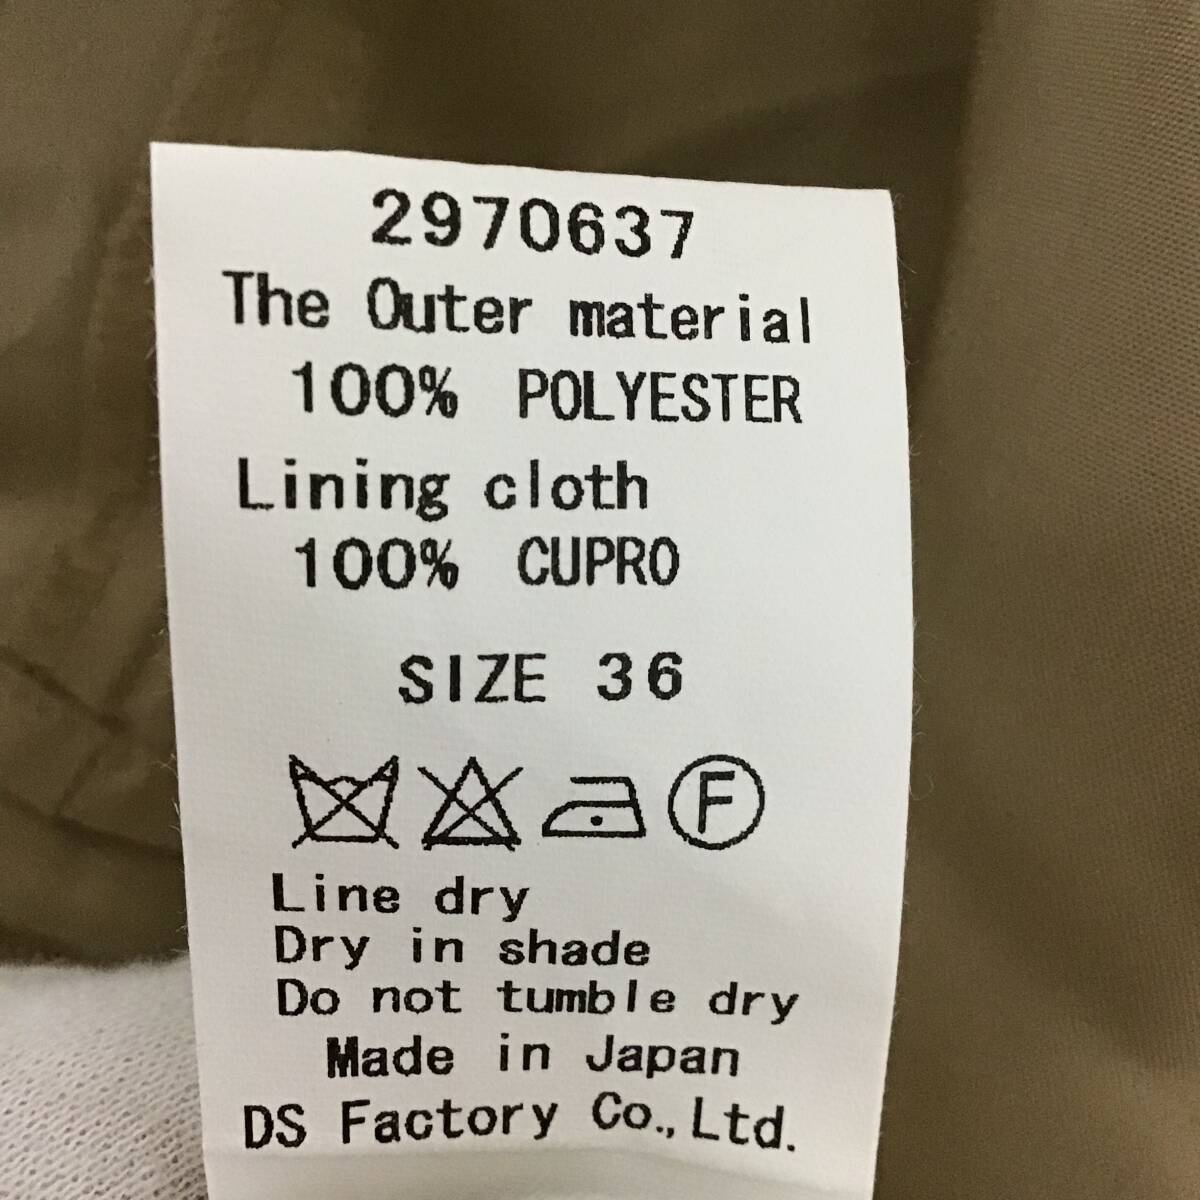 2970637
The Outer material
100% POLYESTER
Lining cloth
100% CUPRO
SIZE 36
F
Line dry
Dry in shade
Do not tumble dry
Made in Japan
DS Factory Co., Ltd.